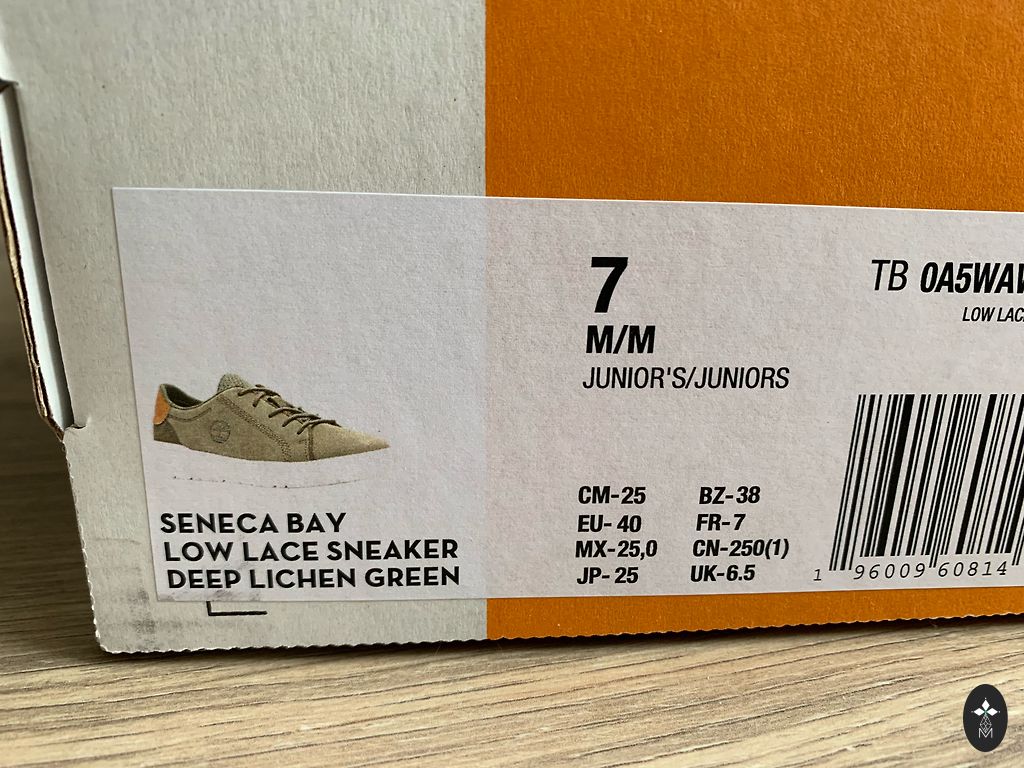 SENECA BAY
LOW LACE SNEAKER
DEEP LICHEN GREEN
7
M/M
JUNIOR'S/JUNIORS
CM-25 BZ-38
EU-40 FR-7
MX-25,0 CN-250(1)
JP-25 UK-6.5
TB 0A5WAV
LOW LAC
1 96009 60814
M